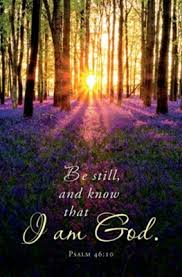 Be still,
and know
that
I am God.
PSALM 46:10